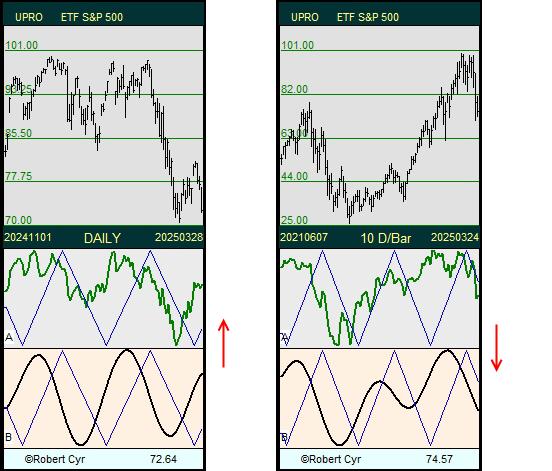 UPRO ETF S&P 500
101.00
93.25
85.50
77.75
70.00
20241101 DAILY 20250328
A
B
©Robert Cyr 72.64
UPRO ETF S&P 500
101.00
82.00
63.00
44.00
25.00
20210607 10 D/Bar 20250324
A
B
©Robert Cyr 74.57